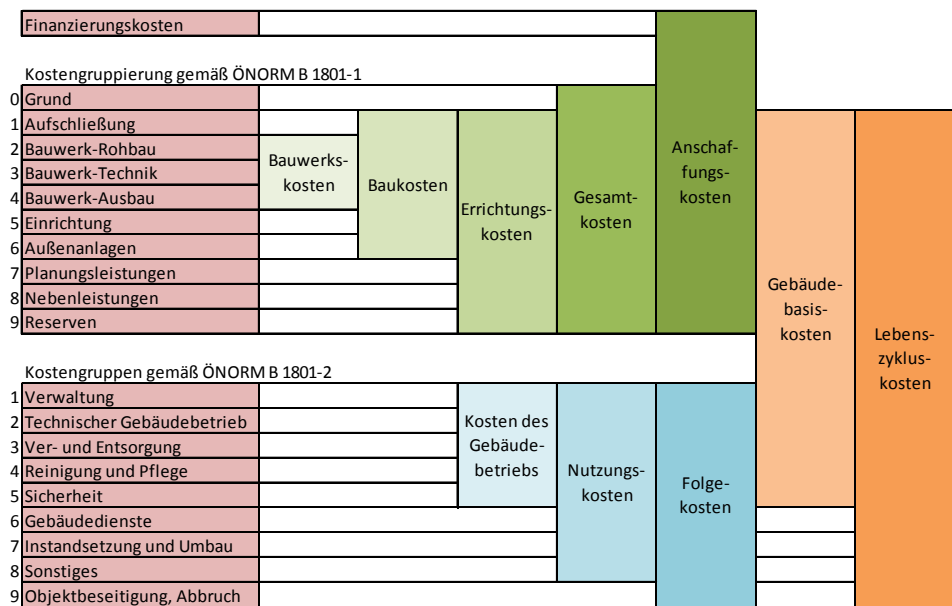 Finanzierungskosten
Kostengruppierung gemäß ÖNORM B 1801-1
0 Grund
1 Aufschließung
2 Bauwerk-Rohbau
3 Bauwerk-Technik
4 Bauwerk-Ausbau
5 Einrichtung
6 Außenanlagen
7 Planungsleistungen
8 Nebenleistungen
9 Reserven
Bauwerks-
kosten
Baukosten
Errichtungs-
kosten
Gesamt-
kosten
Anschaf-
fungs-
kosten
Gebäude-
basis-
kosten
Lebens-
zyklus-
kosten
Kostengruppen gemäß ÖNORM B 1801-2
1 Verwaltung
2 Technischer Gebäudebetrieb
3 Ver- und Entsorgung
4 Reinigung und Pflege
5 Sicherheit
6 Gebäudedienste
7 Instandsetzung und Umbau
8 Sonstiges
9 Objektbeseitigung, Abbruch
Kosten des
Gebäude-
betriebs
Nutzungs-
kosten
Folge-
kosten